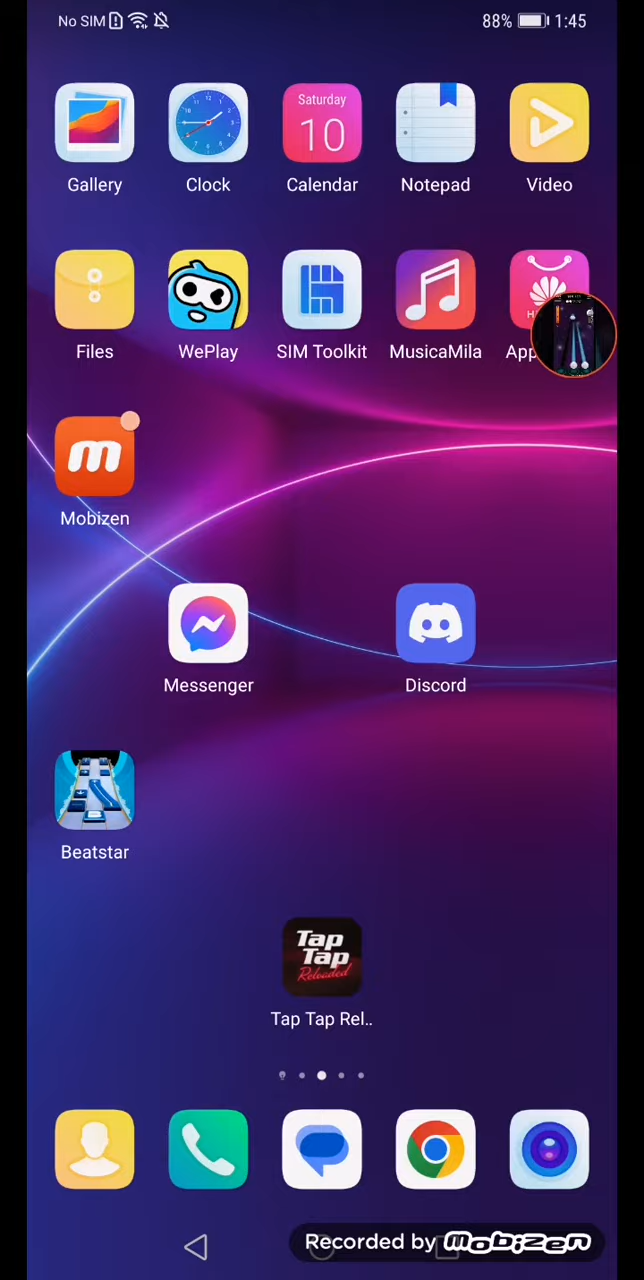 No SIM 88% 1:45
Saturday
10
Gallery Clock Calendar Notepad Video
Files WePlay SIM Toolkit MusicaMila App
m
Mobizen
Messenger Discord
Beatstar
Tap
Tap
Reloaded
Tap Tap Rel..
Recorded by mobizen